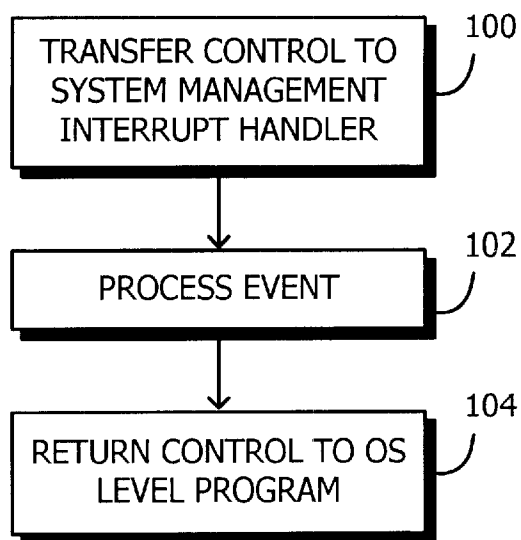 100
TRANSFER CONTROL TO
SYSTEM MANAGEMENT
INTERRUPT HANDLER
102
PROCESS EVENT
104
RETURN CONTROL TO OS
LEVEL PROGRAM